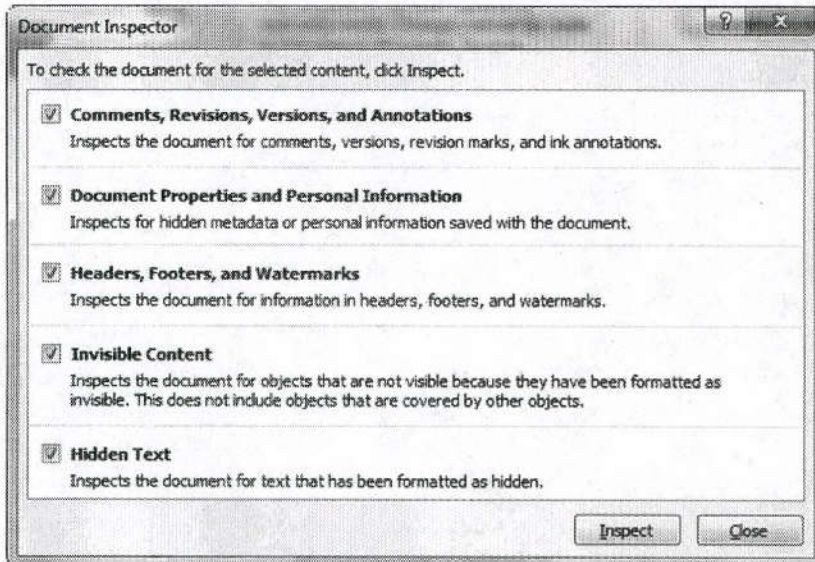 Document Inspector
To check the document for the selected content, click Inspect.
Comments, Revisions, Versions, and Annotations
Inspects the document for comments, versions, revision marks, and ink annotations.
Document Properties and Personal Information
Inspects for hidden metadata or personal information saved with the document.
Headers, Footers, and Watermarks
Inspects the document for information in headers, footers, and watermarks.
Invisible Content
Inspects the document for objects that are not visible because they have been formatted as
invisible. This does not include objects that are covered by other objects.
Hidden Text
Inspects the document for text that has been formatted as hidden.
Inspect Close